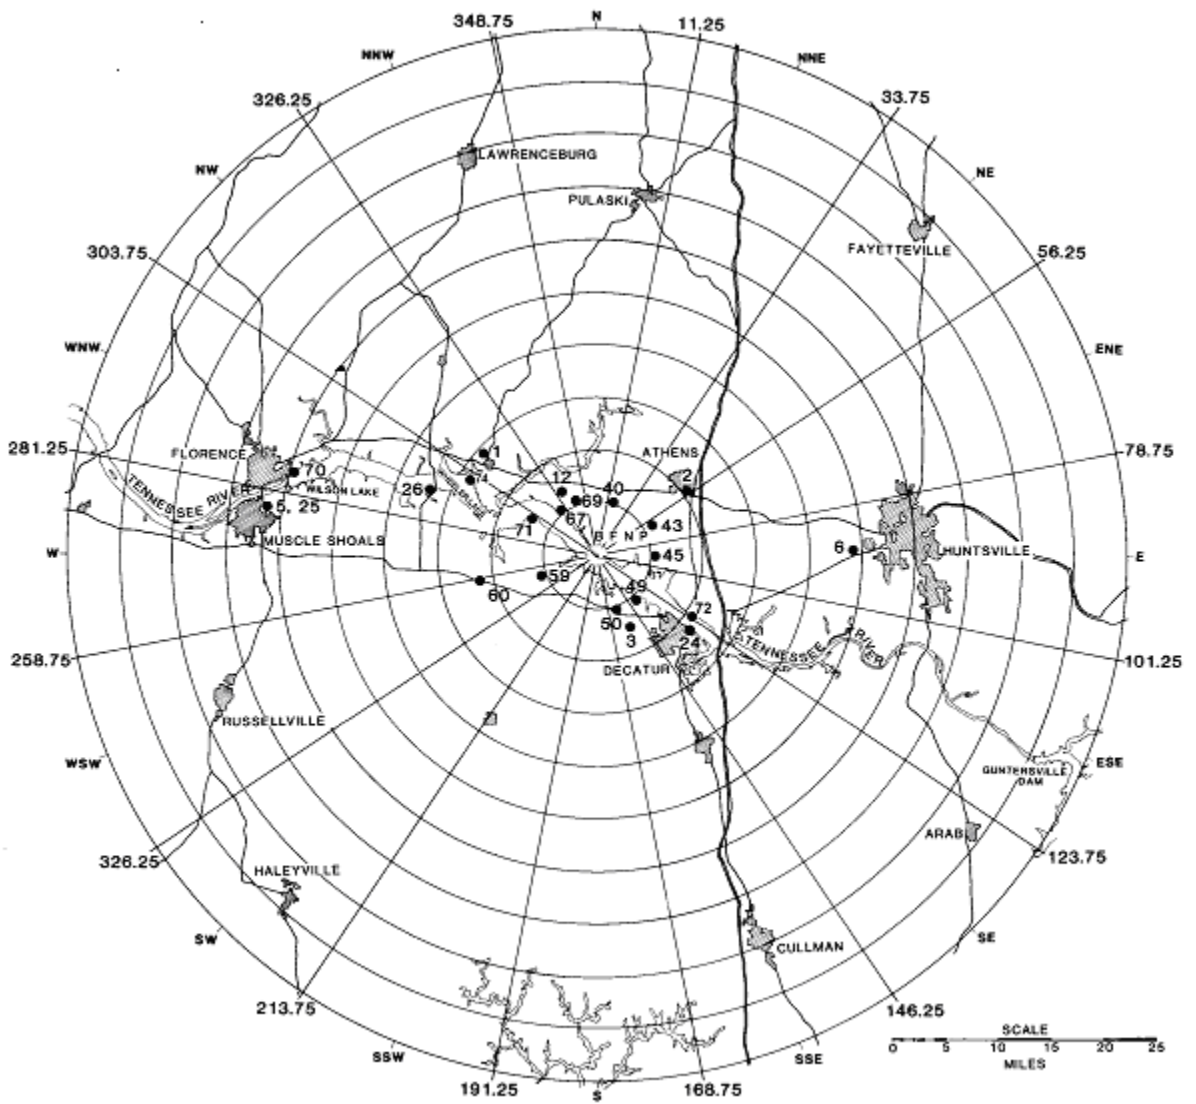 N
348.75
11.25
NNW
NNE
326.25
33.75
LAWRENCEBURG
NW
NE
PULASKI
FAYETTEVILLE
303.75
56.25
WNW
ENE
281.25
78.75
FLORENCE
ATHENS
1
70
74
2
WILSON LAKE
26
12
69
40
TENNESSEE RIVER
5, 25
67
43
71
BFNP
MUSCLE SHOALS
6
HUNTSVILLE
W
45
E
59
60
49
72
50
3
24
TENNESSEE RIVER
258.75
101.25
DECATUR
RUSSELLVILLE
WSW
ESE
GUNTERSVILLE
DAM
ARAB
326.25
123.75
HALEYVILLE
SW
SE
CULLMAN
213.75
146.25
SSW
SSE
SCALE
0 5 10 15 20 25
MILES
191.25
168.75
S